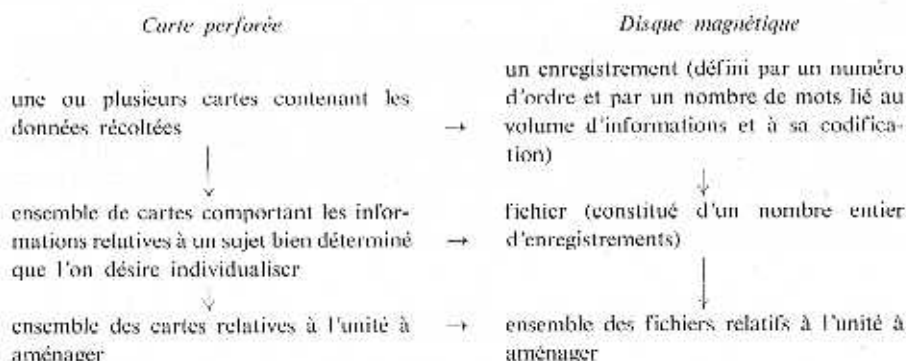 Carte perforée
une ou plusieurs cartes contenant les
données récoltées
ensemble de cartes comportant les infor-
mations relatives à un sujet bien déterminé
que l'on désire individualiser
ensemble des cartes relatives à l'unité à
aménager
Disque magnétique
un enregistrement (défini par un numéro
d'ordre et par un nombre de mots lié au
volume d'informations et à sa codifica-
tion)
fichier (constitué d'un nombre entier
d'enregistrements)
ensemble des fichiers relatifs à l'unité à
aménager